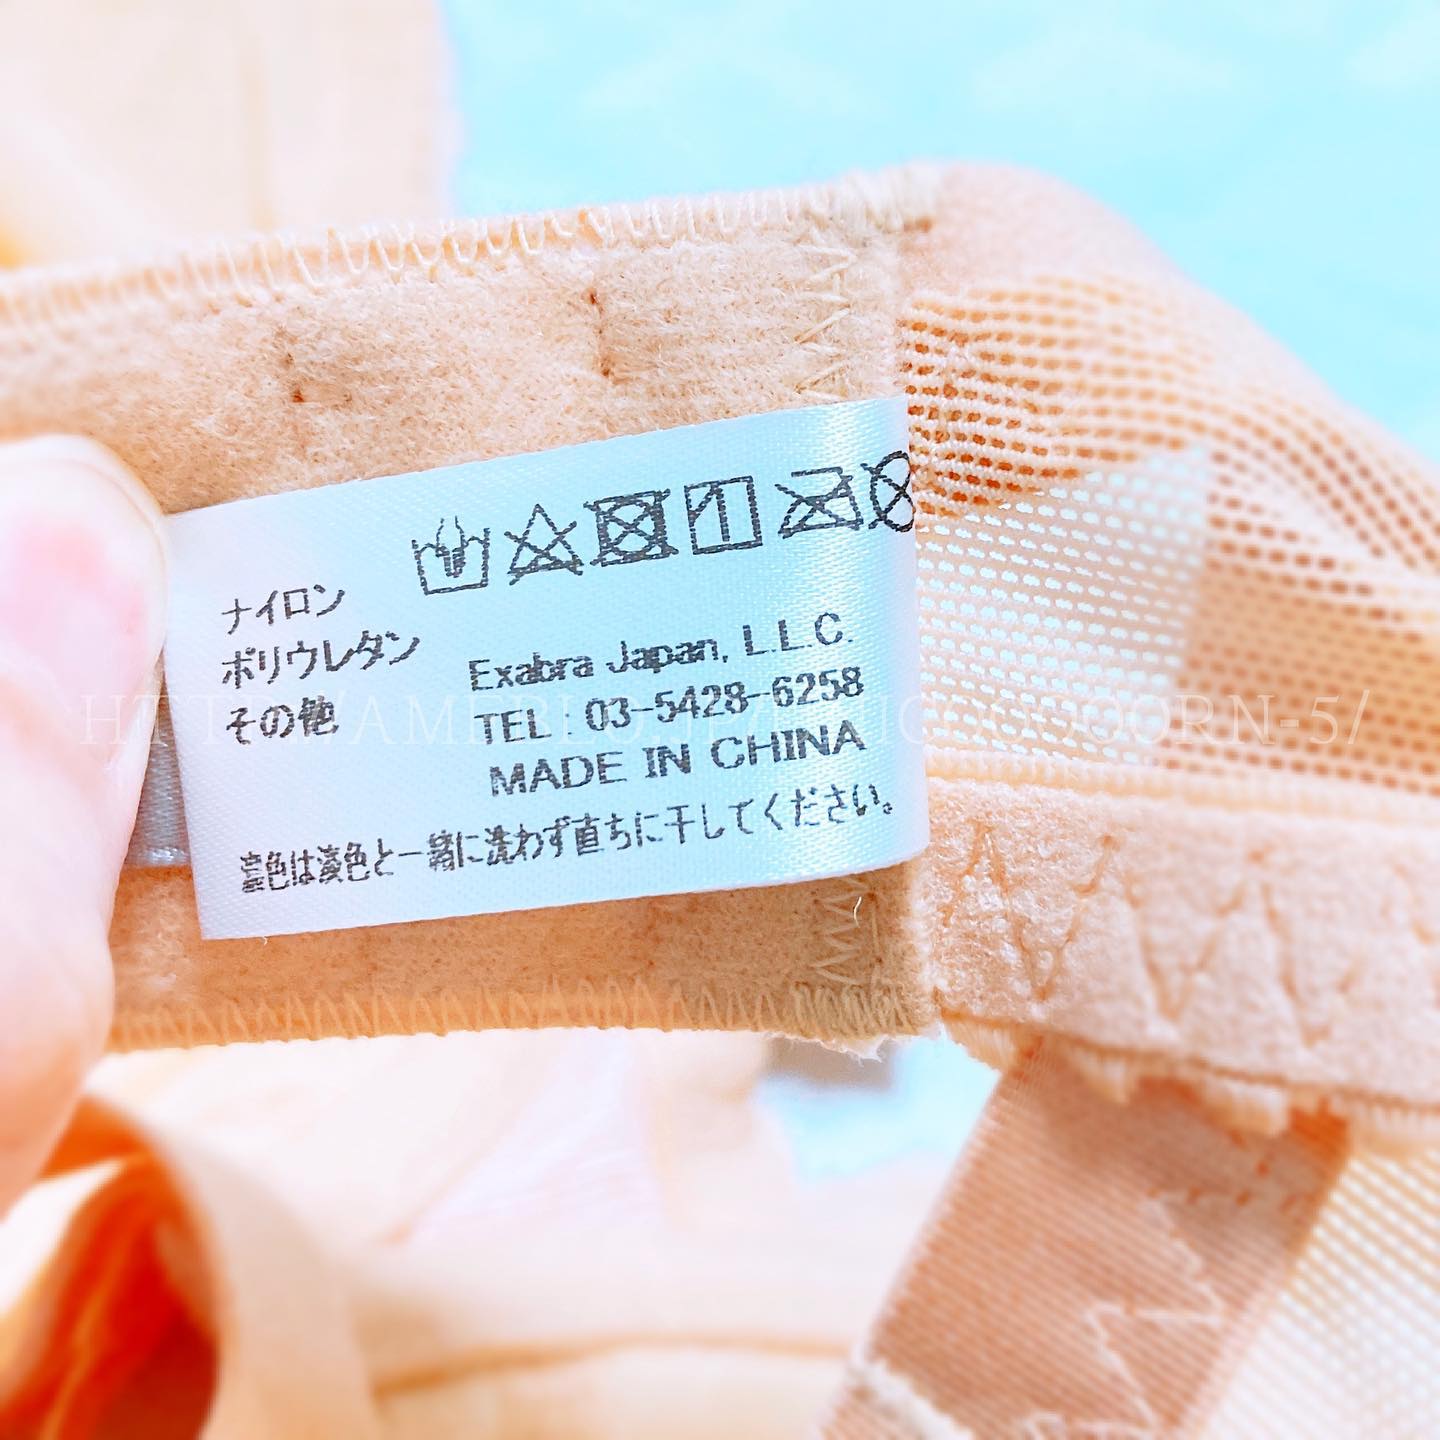 ナイロン
ポリウレタン
その他
Exabra Japan, L.L.C.
TEL : 03-5428-6258
MADE IN CHINA
濃色は淡色と一緒に洗わず直ちに干してください。